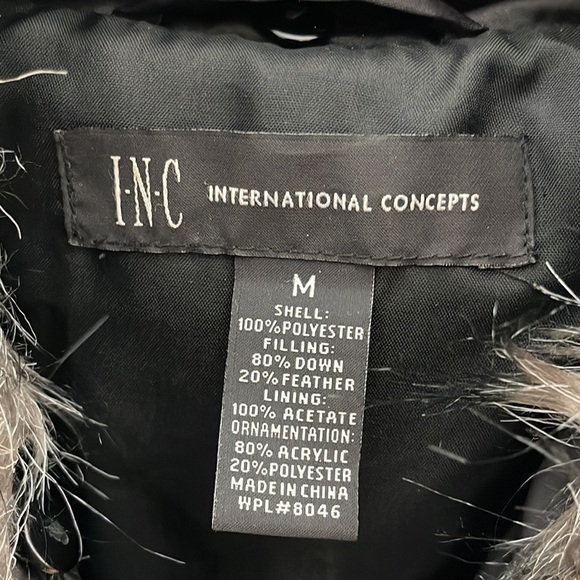 I·N·C INTERNATIONAL CONCEPTS
M
SHELL:
100%POLYESTER
FILLING:
80% DOWN
20% FEATHER
LINING:
100% ACETATE
ORNAMENTATION:
80% ACRYLIC
20%POLYESTER
MADE IN CHINA
WPL#8046